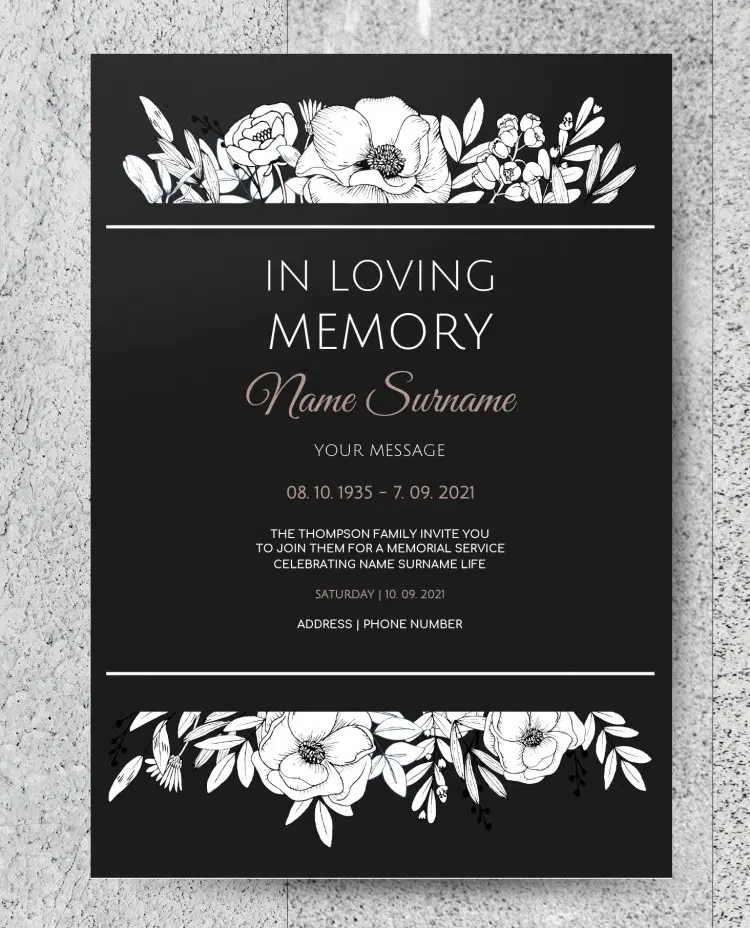 IN LOVING
MEMORY
Name Surname
YOUR MESSAGE
08. 10. 1935 - 7. 09. 2021
THE THOMPSON FAMILY INVITE YOU
TO JOIN THEM FOR A MEMORIAL SERVICE
CELEBRATING NAME SURNAME LIFE
SATURDAY | 10. 09. 2021
ADDRESS | PHONE NUMBER